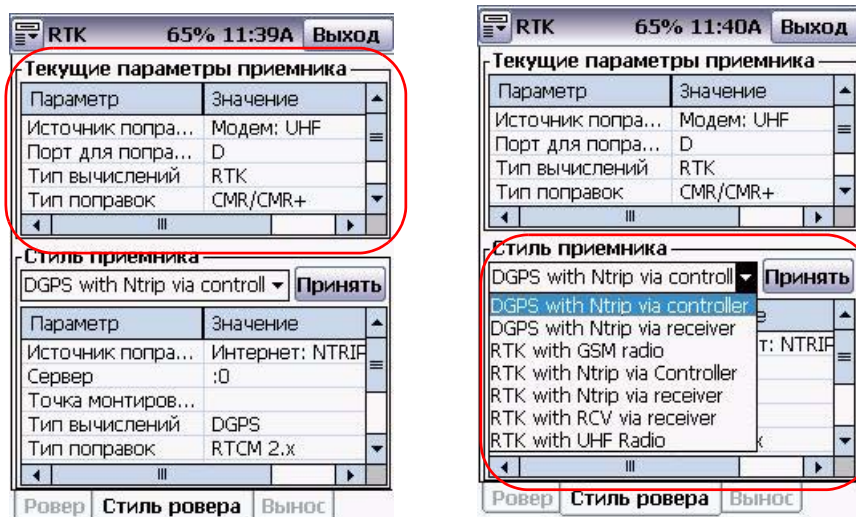 RTK 65% 11:39A Выход
Текущие параметры приемника
Параметр Значение
Источник попра... Модем: UHF
Порт для попра... D
Тип вычислений RTK
Тип поправок CMR/CMR+
Стиль приемника
DGPS with Ntrip via controll Принять
Параметр Значение
Источник попра... Интернет: NTRIP
Сервер :0
Точка монтиров...
Тип вычислений DGPS
Тип поправок RTCM 2.x
Ровер Стиль ровера Вынос
RTK 65% 11:40A Выход
Текущие параметры приемника
Параметр Значение
Источник попра... Модем: UHF
Порт для попра... D
Тип вычислений RTK
Тип поправок CMR/CMR+
Стиль приемника
DGPS with Ntrip via controll Принять
DGPS with Ntrip via controller
DGPS with Ntrip via receiver
RTK with GSM radio т: NTRIP
RTK with Ntrip via Controller
RTK with Ntrip via receiver
RTK with RCV via receiver
RTK with UHF Radio
Ровер Стиль ровера Вынос